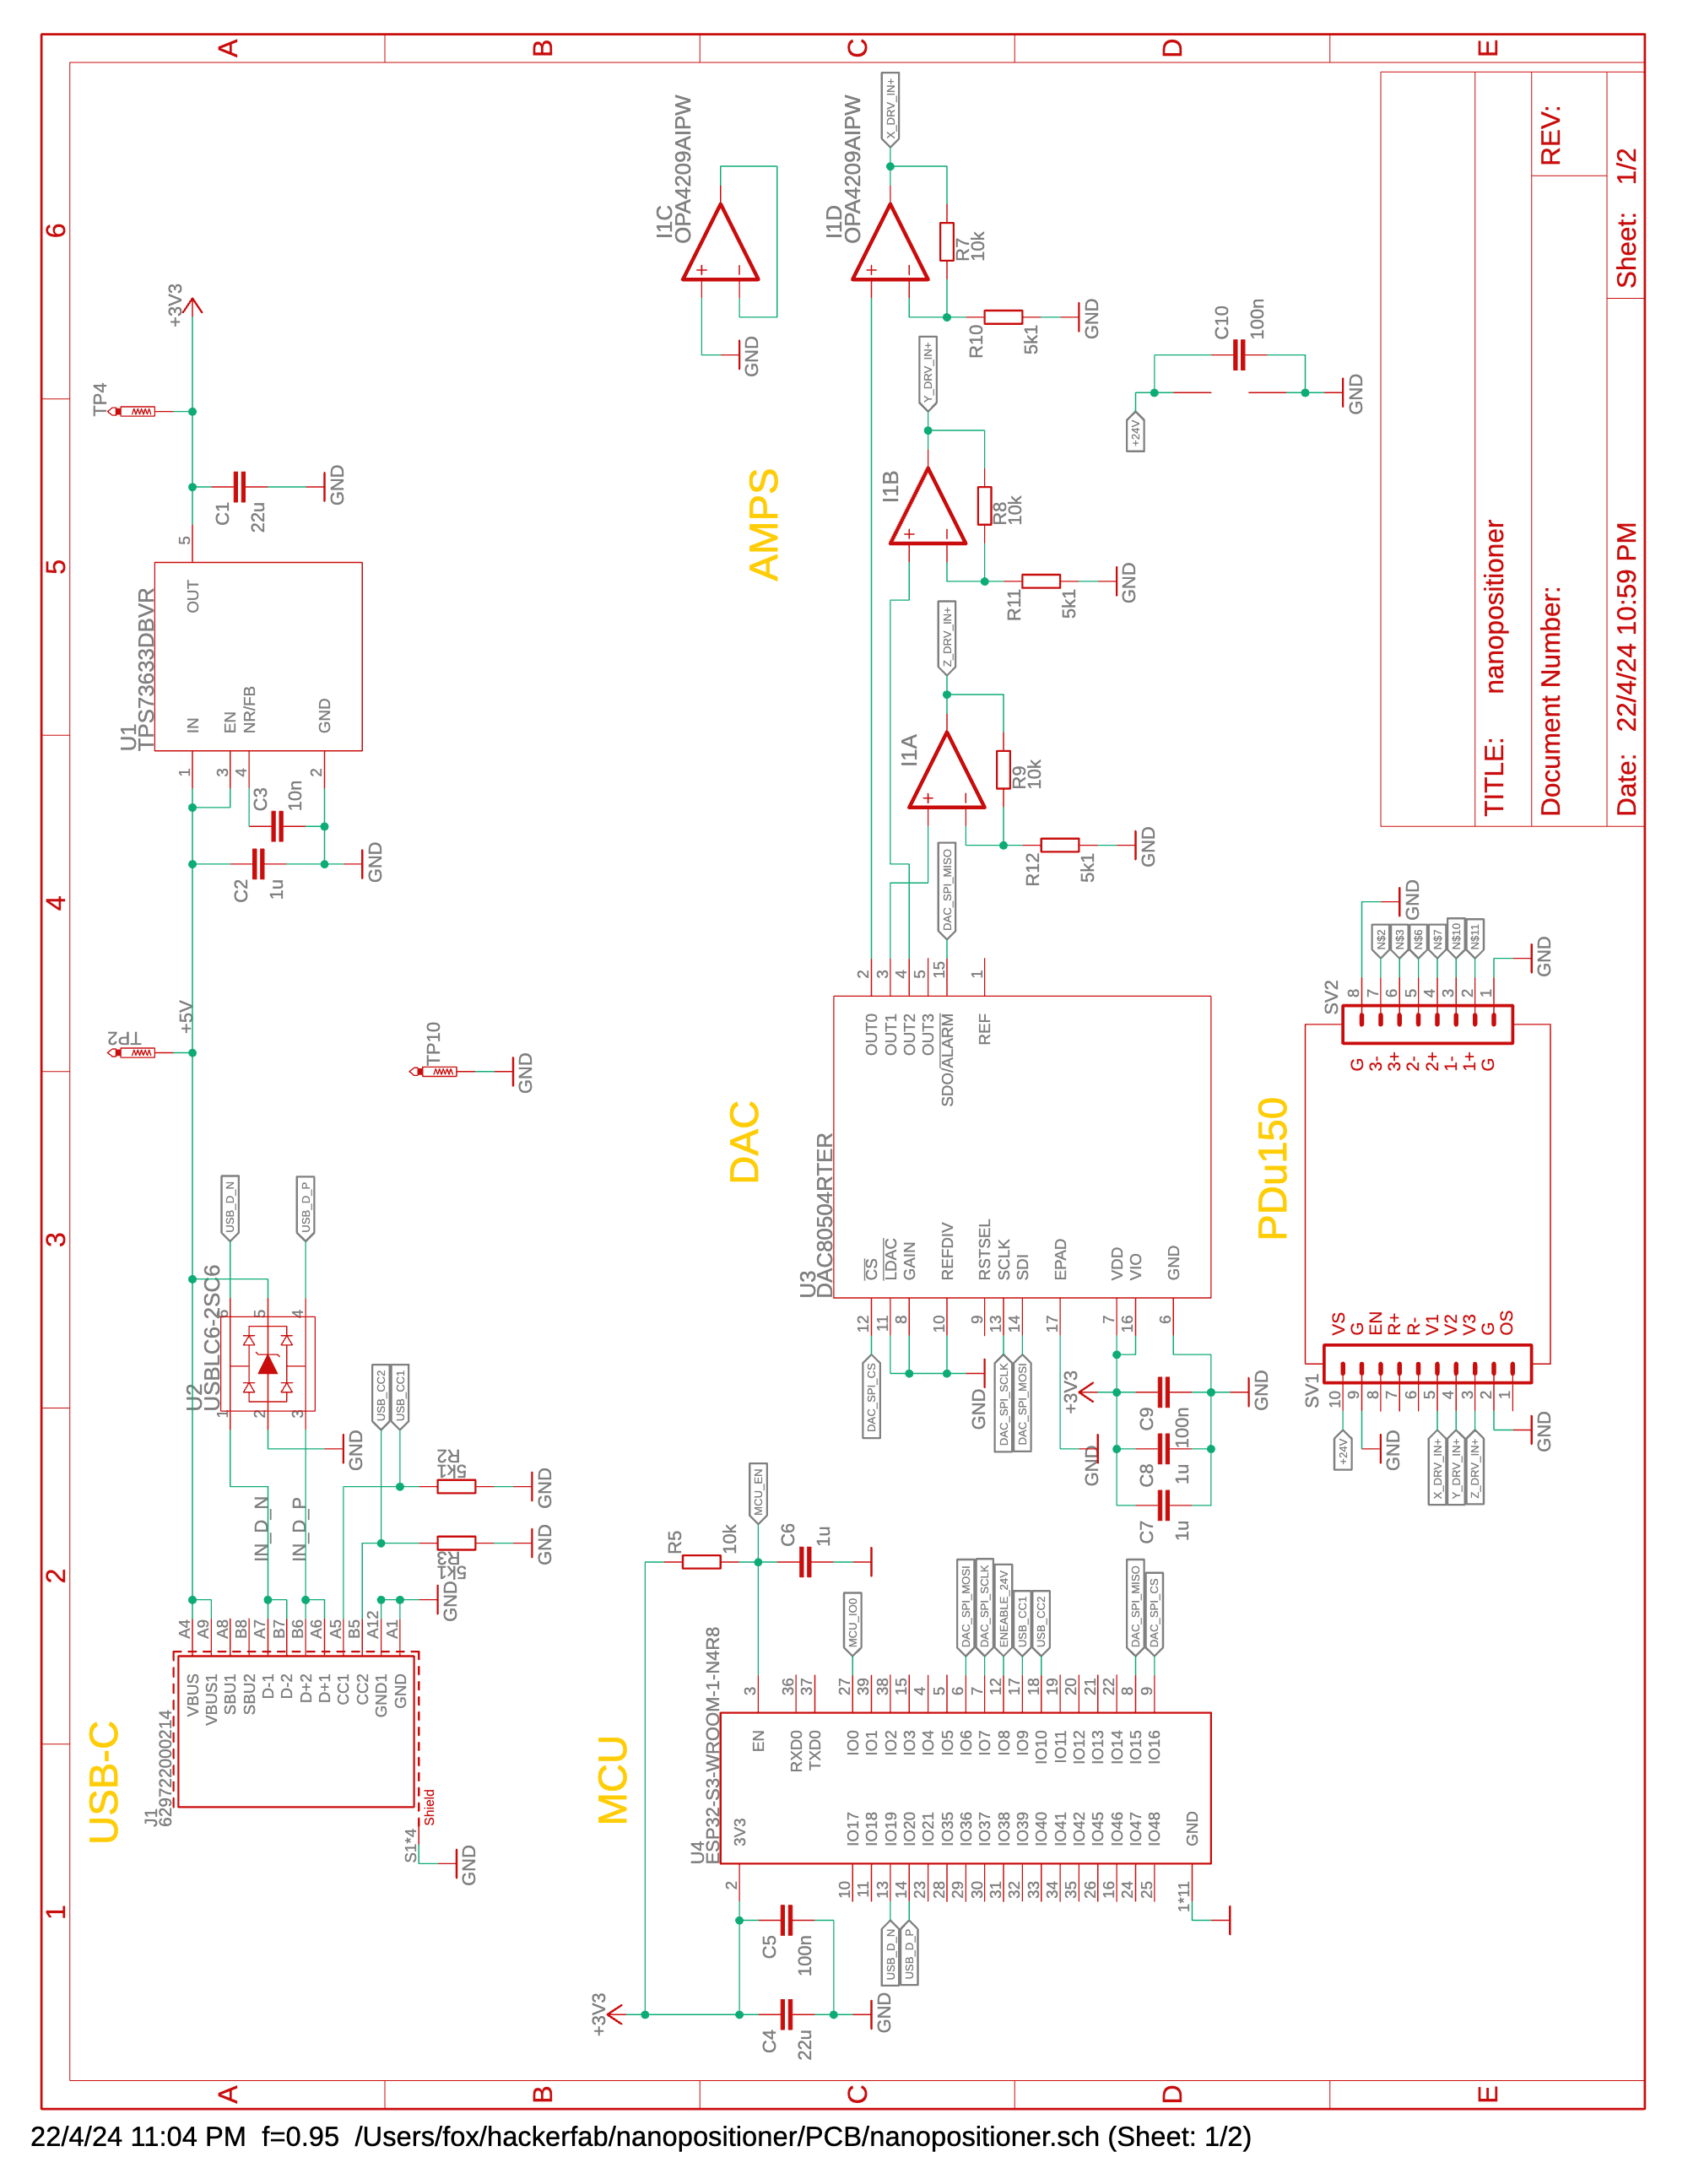 A
B
C
D
E
6
5
4
3
2
1
USB-C
J1
629722000214
VBUS
VBUS1
SBU1
SBU2
D-1
D-2
D+2
D+1
CC1
CC2
GND1
GND
A4
A9
A8
B8
A7
B7
B6
A6
A5
B5
A12
A1
Shield
S1*4
GND
GND
IN_D_N
IN_D_P
U2
USBLC6-2SC6
1
2
3
6
5
4
GND
USB_D_N
USB_D_P
USB_CC2
USB_CC1
R2
5k1
GND
R3
5k1
GND
TP2
+5V
TP10
GND
C2
1u
C3
10n
GND
U1
TPS73633DBVR
IN
EN
NR/FB
GND
OUT
1
3
4
2
5
C1
22u
GND
TP4
+3V3
MCU
+3V3
C4
22u
C5
100n
GND
U4
ESP32-S3-WROOM-1-N4R8
3V3
IO17
IO18
IO19
IO20
IO21
IO35
IO36
IO37
IO38
IO39
IO40
IO41
IO42
IO45
IO46
IO47
IO48
GND
2
10
11
13
14
23
28
29
30
31
32
33
34
35
26
16
24
25
1*11
USB_D_N
USB_D_P
EN
RXD0
TXD0
IO0
IO1
IO2
IO3
IO4
IO5
IO6
IO7
IO8
IO9
IO10
IO11
IO12
IO13
IO14
IO15
IO16
3
36
37
27
39
38
15
4
5
6
7
12
17
18
19
20
21
22
8
9
R5
10k
C6
1u
MCU_EN
MCU_IO0
DAC_SPI_MOSI
DAC_SPI_SCLK
ENEABLE_24V
USB_CC1
USB_CC2
DAC_SPI_MISO
DAC_SPI_CS
DAC
U3
DAC80504RTER
CS
LDAC
GAIN
REFDIV
RSTSEL
SCLK
SDI
EPAD
VDD
VIO
GND
12
11
8
10
9
13
14
17
7
16
6
DAC_SPI_CS
GND
DAC_SPI_SCLK
DAC_SPI_MOSI
GND
+3V3
C7
1u
C8
1u
C9
100n
GND
OUT0
OUT1
OUT2
OUT3
SDO/ALARM
REF
2
3
4
5
15
1
DAC_SPI_MISO
AMPS
I1A
+
-
R9
10k
R12
5k1
GND
Z_DRV_IN+
I1B
+
-
R8
10k
R11
5k1
GND
Y_DRV_IN+
I1C
OPA4209AIPW
+
-
GND
I1D
OPA4209AIPW
+
-
R7
10k
R10
5k1
GND
X_DRV_IN+
+24V
C10
100n
GND
PDu150
SV1
VS
G
EN
R+
R-
V1
V2
V3
G
OS
10
9
8
7
6
5
4
3
2
1
+24V
GND
X_DRV_IN+
Y_DRV_IN+
Z_DRV_IN+
GND
SV2
G
3-
3+
2-
2+
1-
1+
G
8
7
6
5
4
3
2
1
GND
N$2
N$3
N$6
N$7
N$10
N$11
GND
TITLE: nanopositioner
Document Number:
REV:
Date: 22/4/24 10:59 PM
Sheet: 1/2
A
B
C
D
E
22/4/24 11:04 PM f=0.95 /Users/fox/hackerfab/nanopositioner/PCB/nanopositioner.sch (Sheet: 1/2)